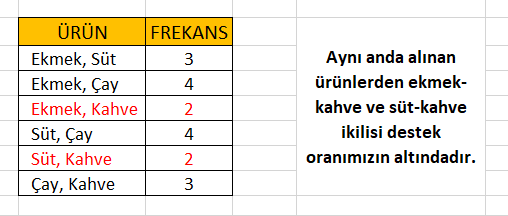 ÜRÜN FREKANS
Ekmek, Süt 3
Ekmek, Çay 4
Ekmek, Kahve 2
Süt, Çay 4
Süt, Kahve 2
Çay, Kahve 3
Aynı anda alınan
ürünlerden ekmek-
kahve ve süt-kahve
ikilisi destek
oranımızın altındadır.